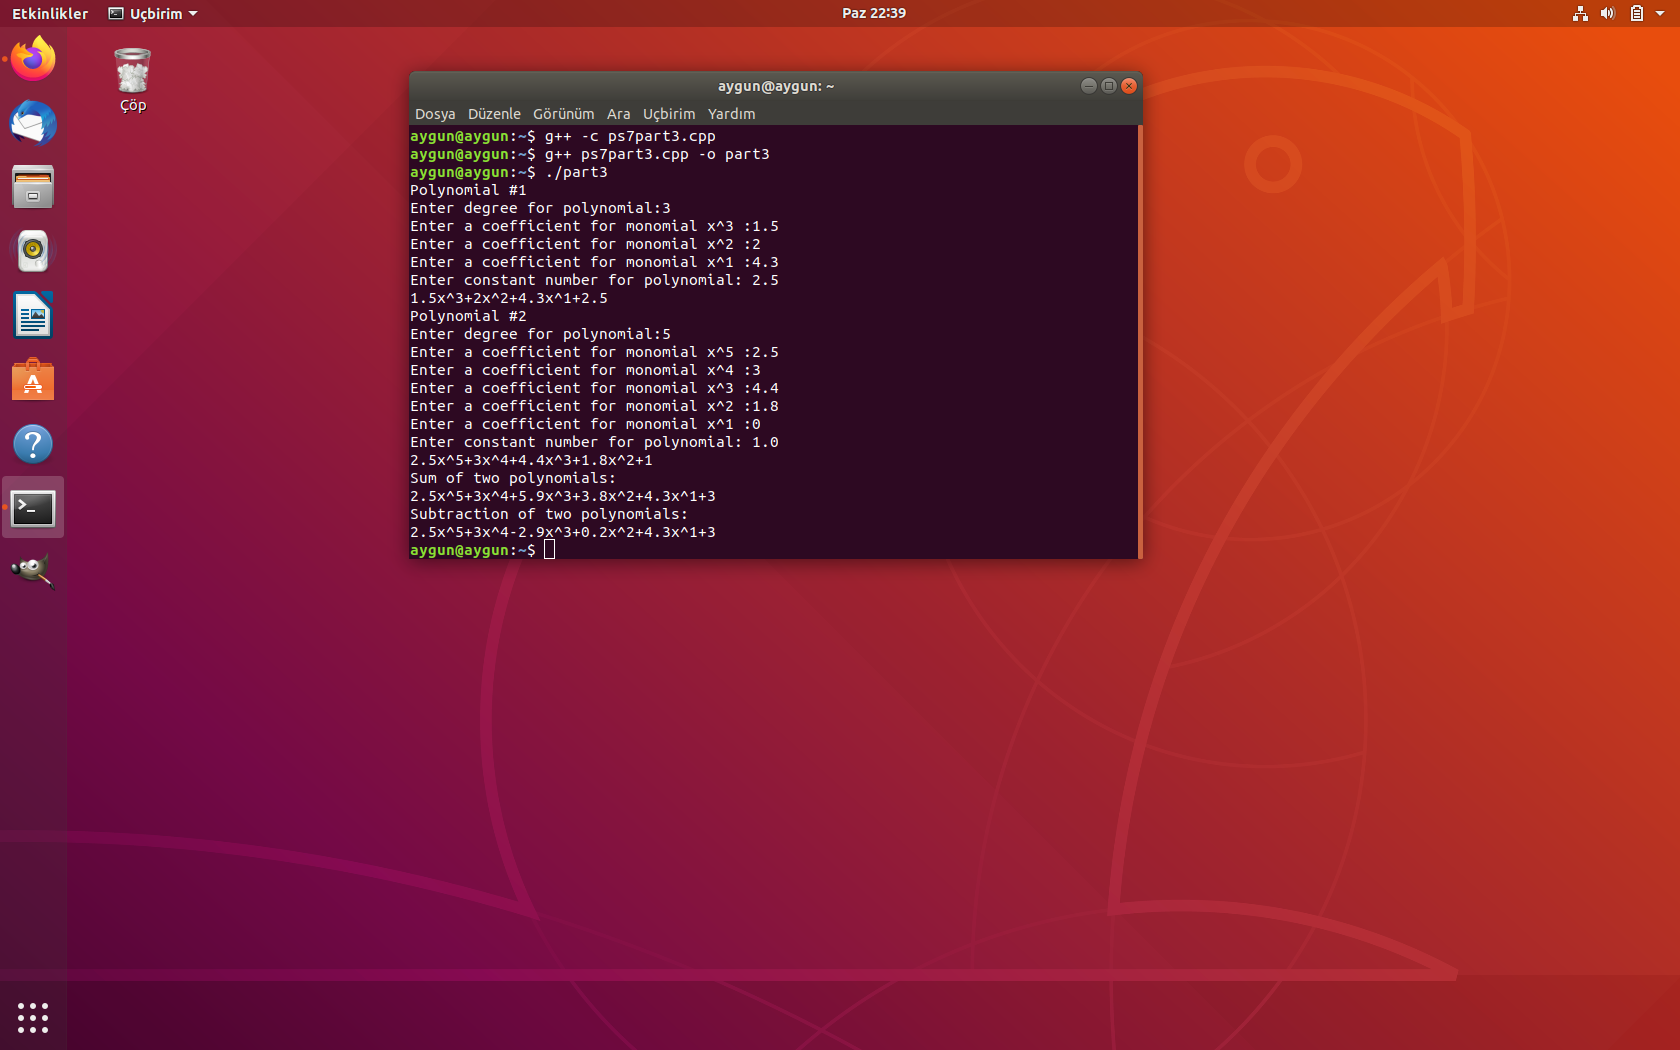 Etkinlikler Uçbirim Paz 22:39
Çöp
aygun@aygun: ~
Dosya Düzenle Görünüm Ara Uçbirim Yardım
aygun@aygun:~$ g++ -c ps7part3.cpp
aygun@aygun:~$ g++ ps7part3.cpp -o part3
aygun@aygun:~$ ./part3
Polynomial #1
Enter degree for polynomial:3
Enter a coefficient for monomial x^3 :1.5
Enter a coefficient for monomial x^2 :2
Enter a coefficient for monomial x^1 :4.3
Enter constant number for polynomial: 2.5
1.5x^3+2x^2+4.3x^1+2.5
Polynomial #2
Enter degree for polynomial:5
Enter a coefficient for monomial x^5 :2.5
Enter a coefficient for monomial x^4 :3
Enter a coefficient for monomial x^3 :4.4
Enter a coefficient for monomial x^2 :1.8
Enter a coefficient for monomial x^1 :0
Enter constant number for polynomial: 1.0
2.5x^5+3x^4+4.4x^3+1.8x^2+1
Sum of two polynomials:
2.5x^5+3x^4+5.9x^3+3.8x^2+4.3x^1+3
Subtraction of two polynomials:
2.5x^5+3x^4-2.9x^3+0.2x^2+4.3x^1+3
aygun@aygun:~$